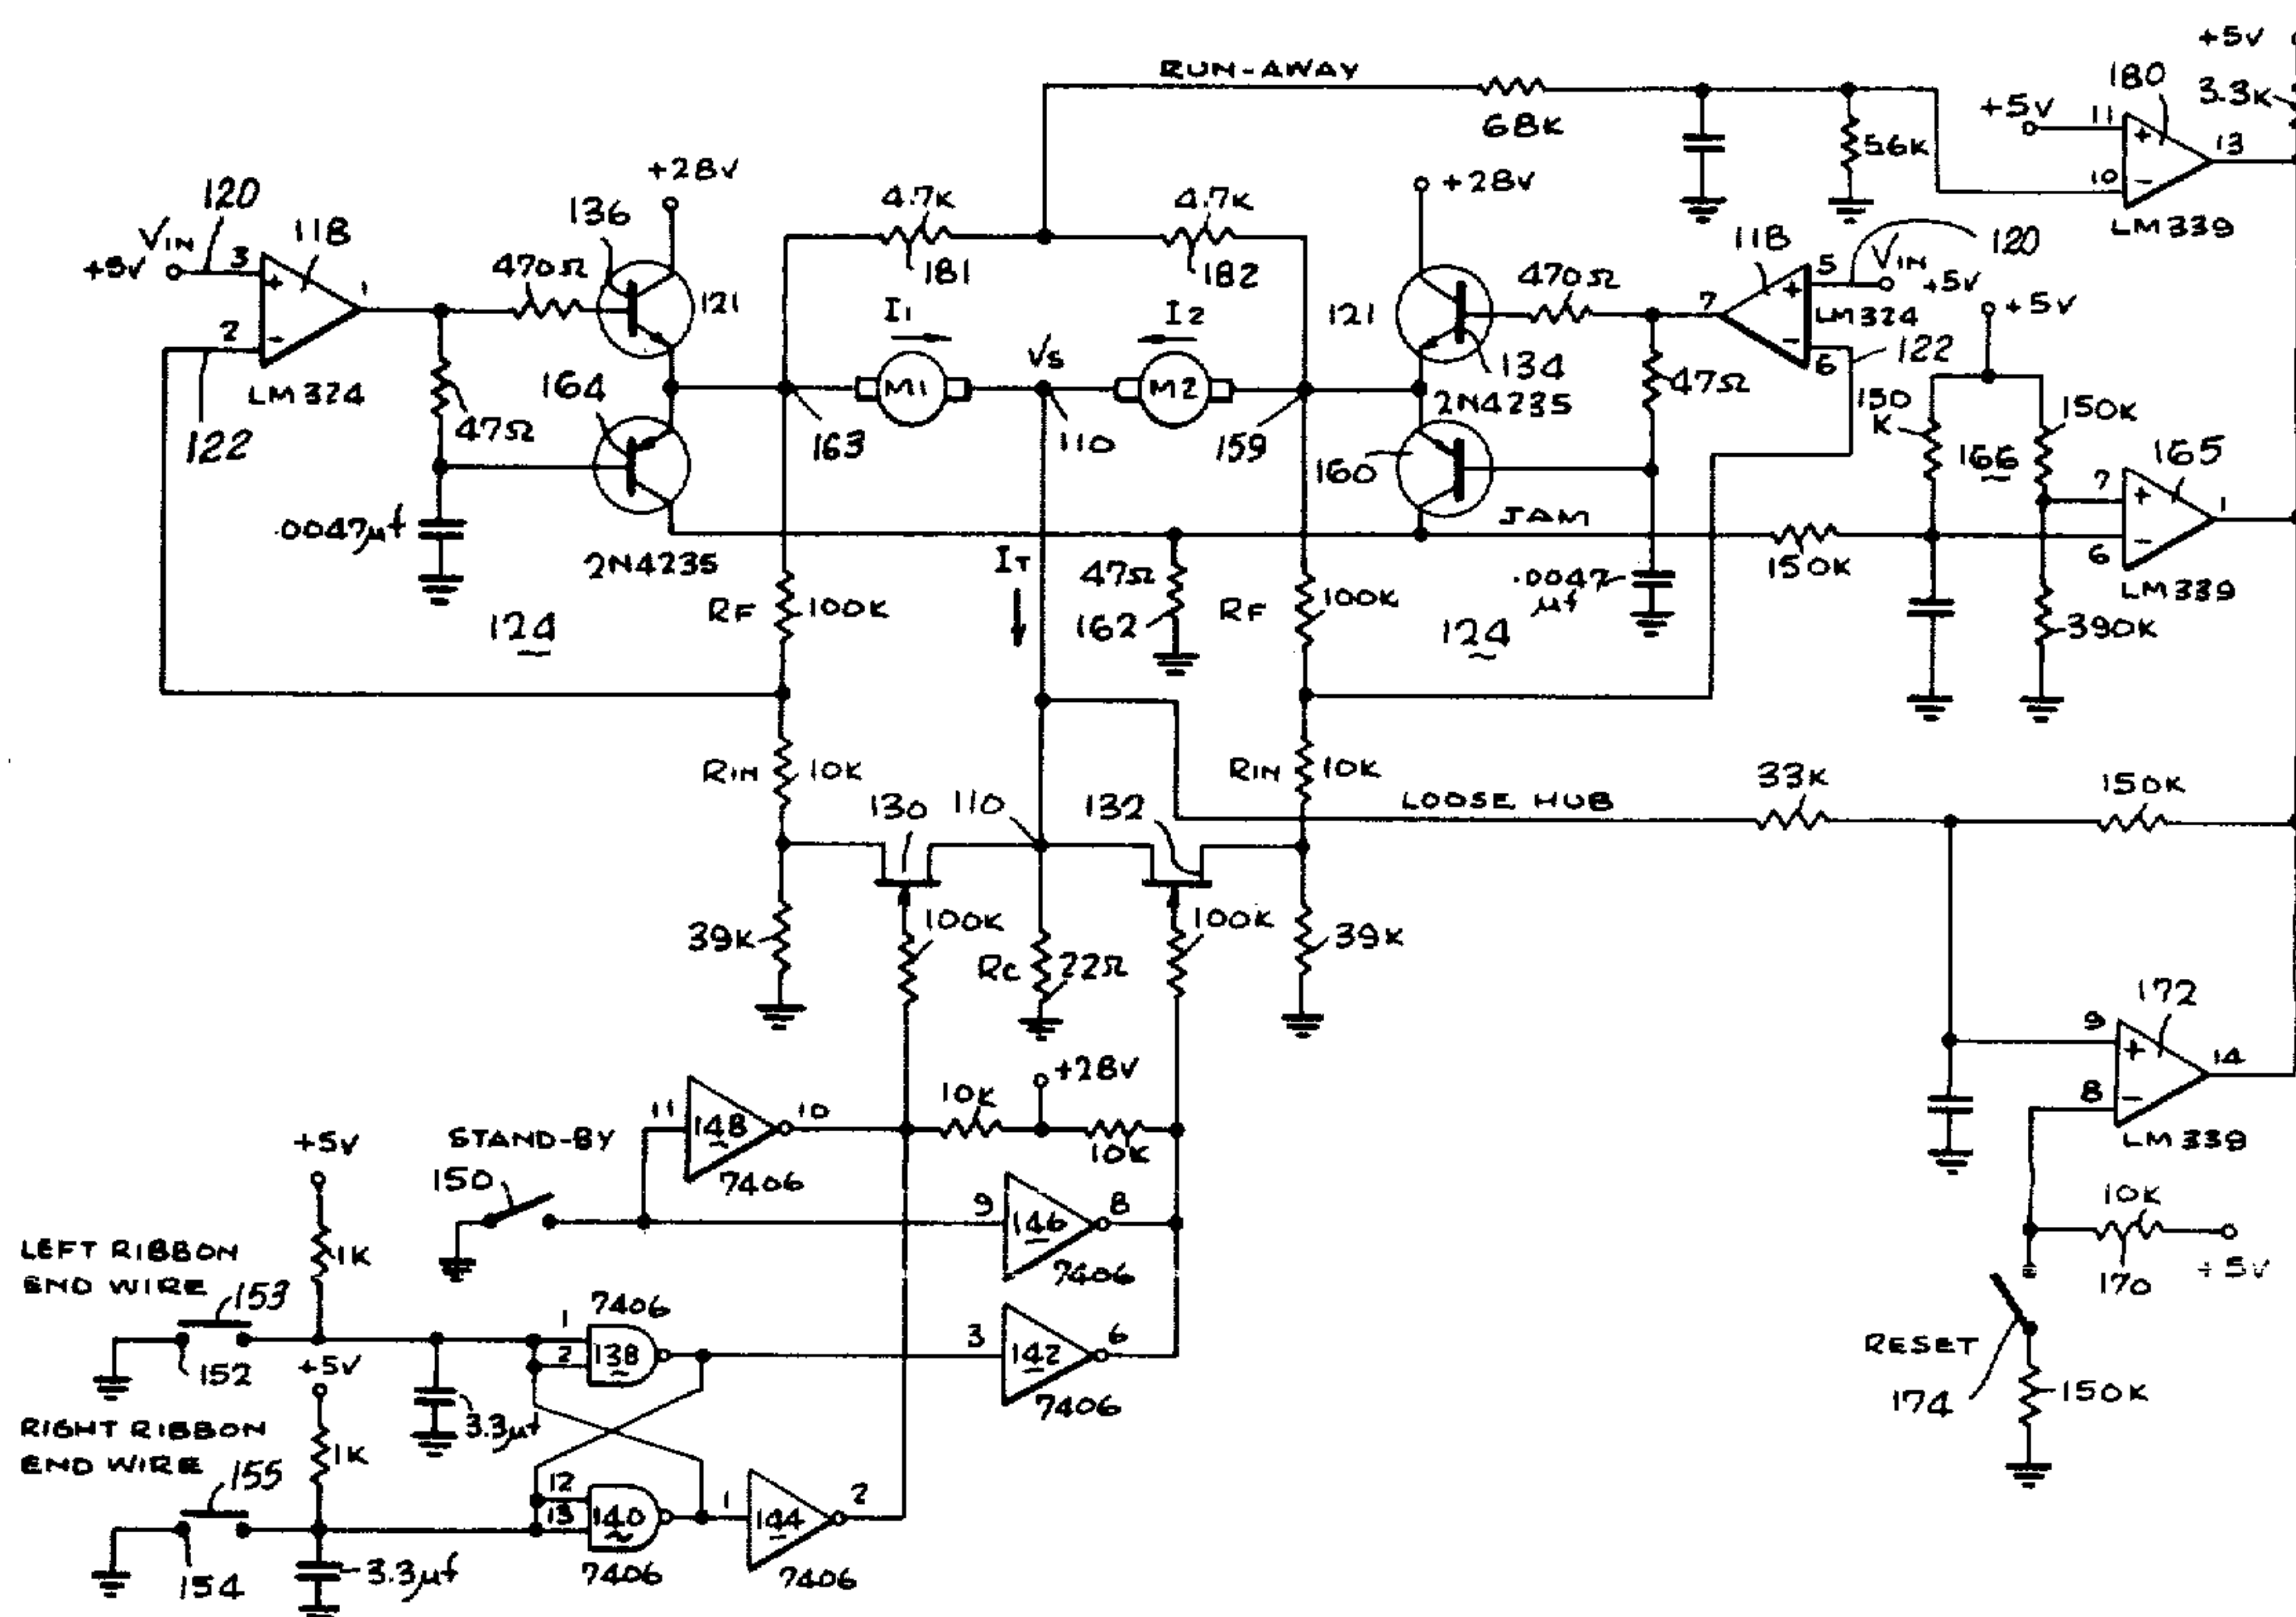 +5V
RUN-AWAY
68K
56K
+5V
11
10
180
13
3.3K
LM339
+28V
120
VIN
+5V
3
118
1
2
LM324
122
136
470Ω
121
47Ω
164
.0047μf
2N4235
124
4.7K
181
4.7K
182
I1
I2
M1
VS
M2
163
110
159
+28V
121
470Ω
134
2N4235
160
47Ω
7
118
5
VIN
+5V
120
LM324
6
122
+5V
150
K
166
150K
7
165
1
6
LM339
390K
JAM
150K
.0047
μf
124
IT
47Ω
162
RF
100K
RF
100K
RIN
10K
RIN
10K
130
110
132
LOOSE HUB
33K
150K
39K
100K
RC
22Ω
100K
39K
172
9
14
8
LM339
10K
170
+5V
RESET
174
150K
+28V
10K
10K
STAND-BY
150
11
148
10
7406
9
146
8
7406
+5V
1K
LEFT RIBBON
END WIRE
153
152
3.3μf
1
2
7406
138
3
142
6
7406
+5V
1K
RIGHT RIBBON
END WIRE
155
154
3.3μf
12
13
140
7406
1
144
2
7406